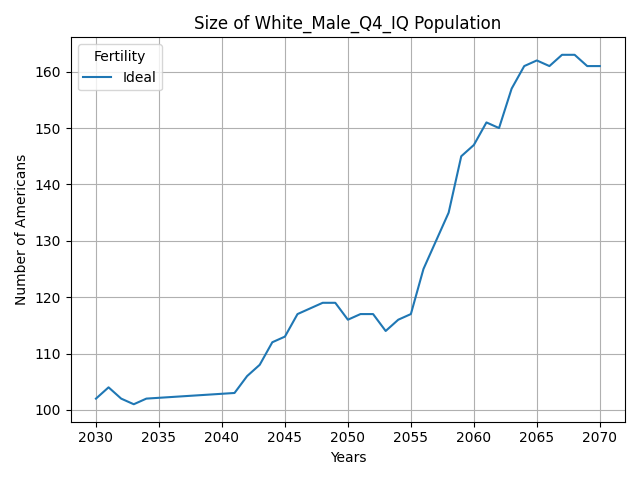 Size of White_Male_Q4_IQ Population
Fertility
Ideal
160
150
140
130
120
110
100
Number of Americans
2030 2035 2040 2045 2050 2055 2060 2065 2070
Years